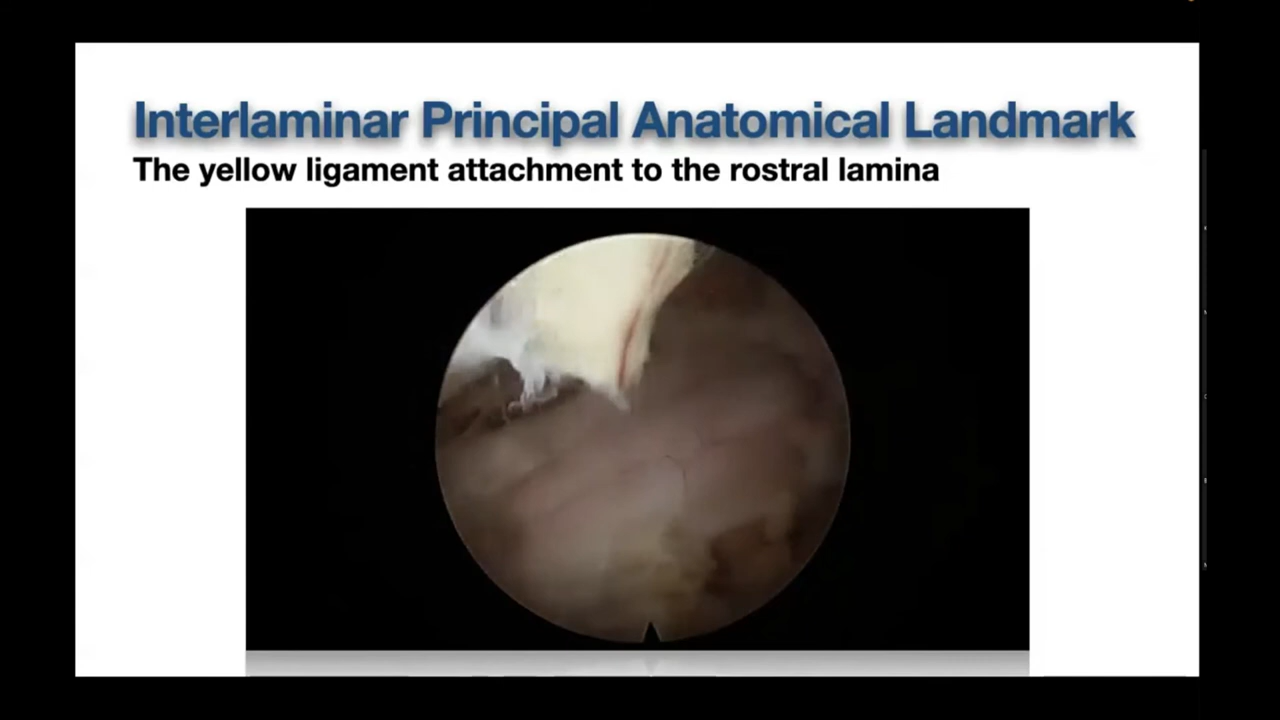 Interlaminar Principal Anatomical Landmark
The yellow ligament attachment to the rostral lamina